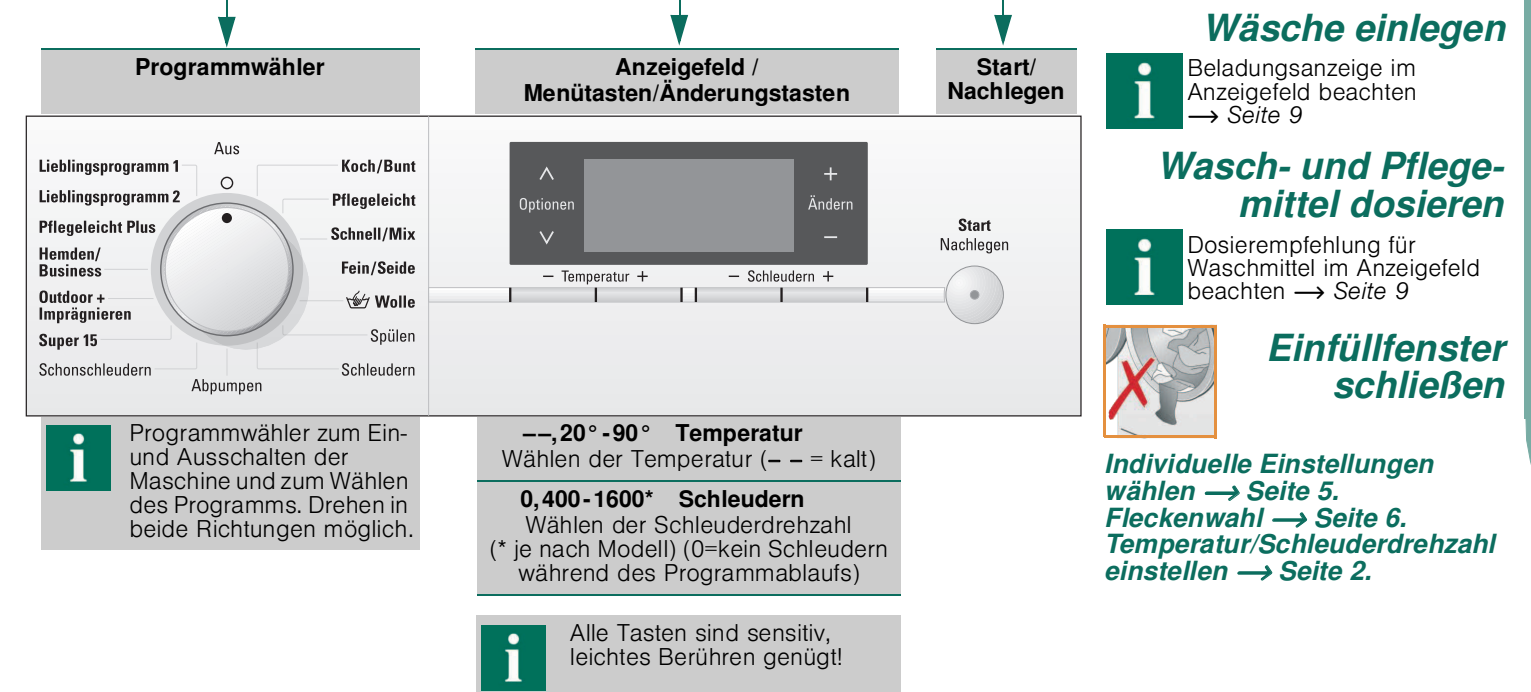 Programmwähler
Anzeigefeld /
Menütasten/Änderungstasten
Start/
Nachlegen
Aus
Lieblingsprogramm 1
Lieblingsprogramm 2
Pflegeleicht Plus
Hemden/
Business
Outdoor +
Imprägnieren
Super 15
Schonschleudern
Abpumpen
Koch/Bunt
Pflegeleicht
Schnell/Mix
Fein/Seide
Wolle
Spülen
Schleudern
Optionen
+
Ändern
−
− Temperatur +
− Schleudern +
Start
Nachlegen
i
Programmwähler zum Ein-
und Ausschalten der
Maschine und zum Wählen
des Programms. Drehen in
beide Richtungen möglich.
––,20°-90° Temperatur
Wählen der Temperatur (– – = kalt)
0,400-1600* Schleudern
Wählen der Schleuderdrehzahl
(* je nach Modell) (0=kein Schleudern
während des Programmablaufs)
i
Alle Tasten sind sensitiv,
leichtes Berühren genügt!
Wäsche einlegen
i
Beladungsanzeige im
Anzeigefeld beachten
→ Seite 9
Wasch- und Pflege-
mittel dosieren
i
Dosierempfehlung für
Waschmittel im Anzeigefeld
beachten → Seite 9
Einfüllfenster
schließen
Individuelle Einstellungen
wählen → Seite 5.
Fleckenwahl → Seite 6.
Temperatur/Schleuderdrehzahl
einstellen → Seite 2.